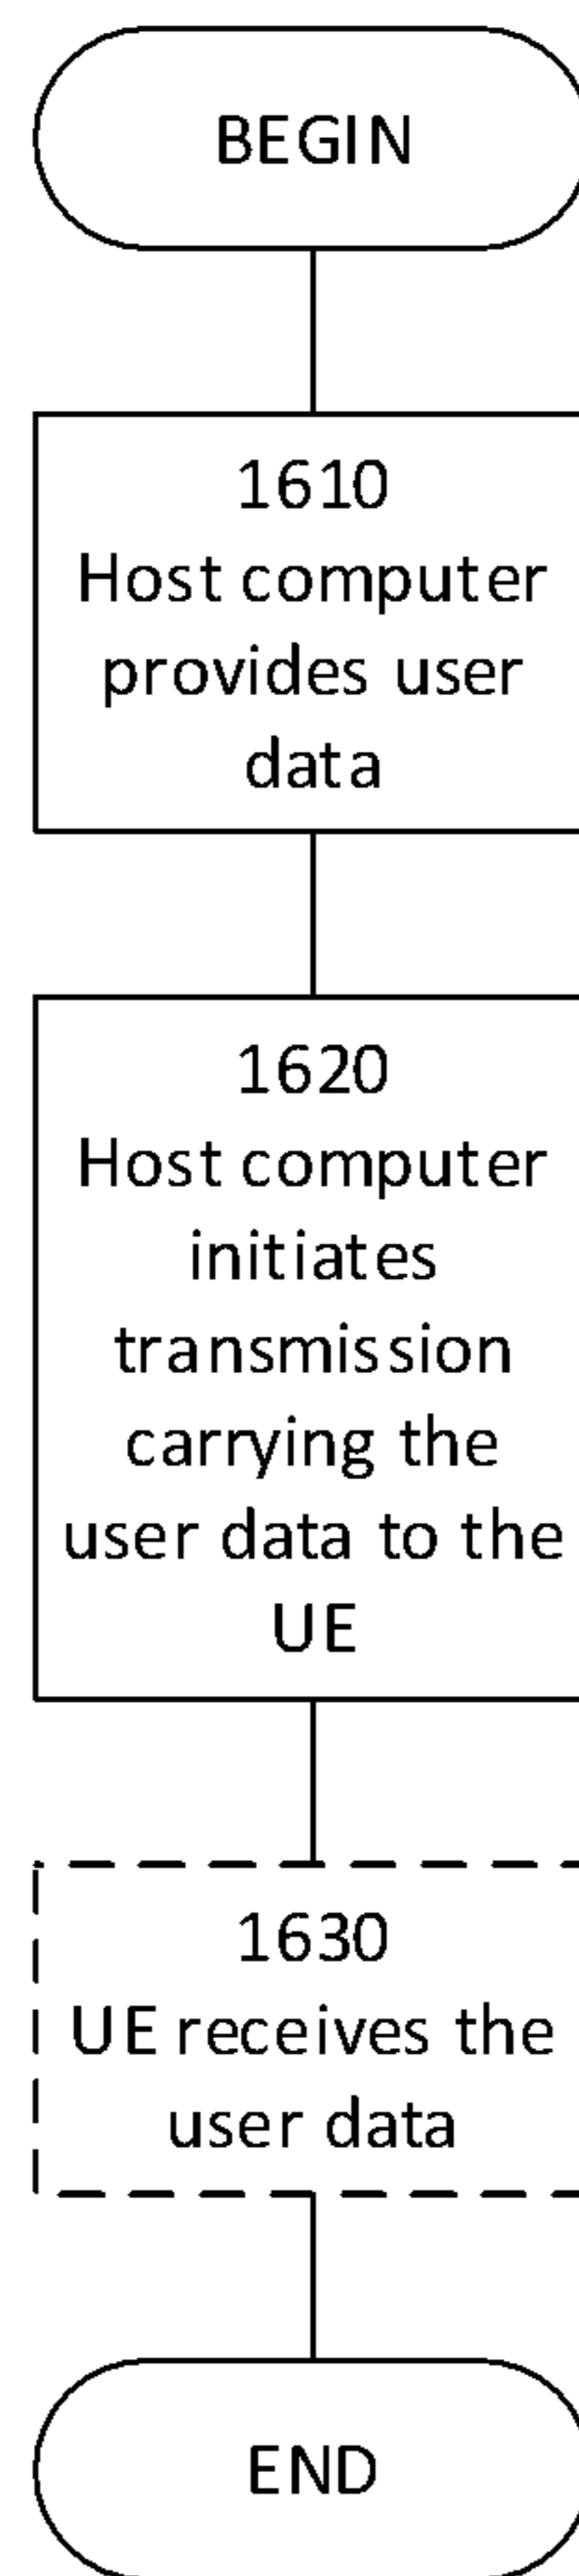 BEGIN
1610
Host computer
provides user
data
1620
Host computer
initiates
transmission
carrying the
user data to the
UE
1630
UE receives the
user data
END